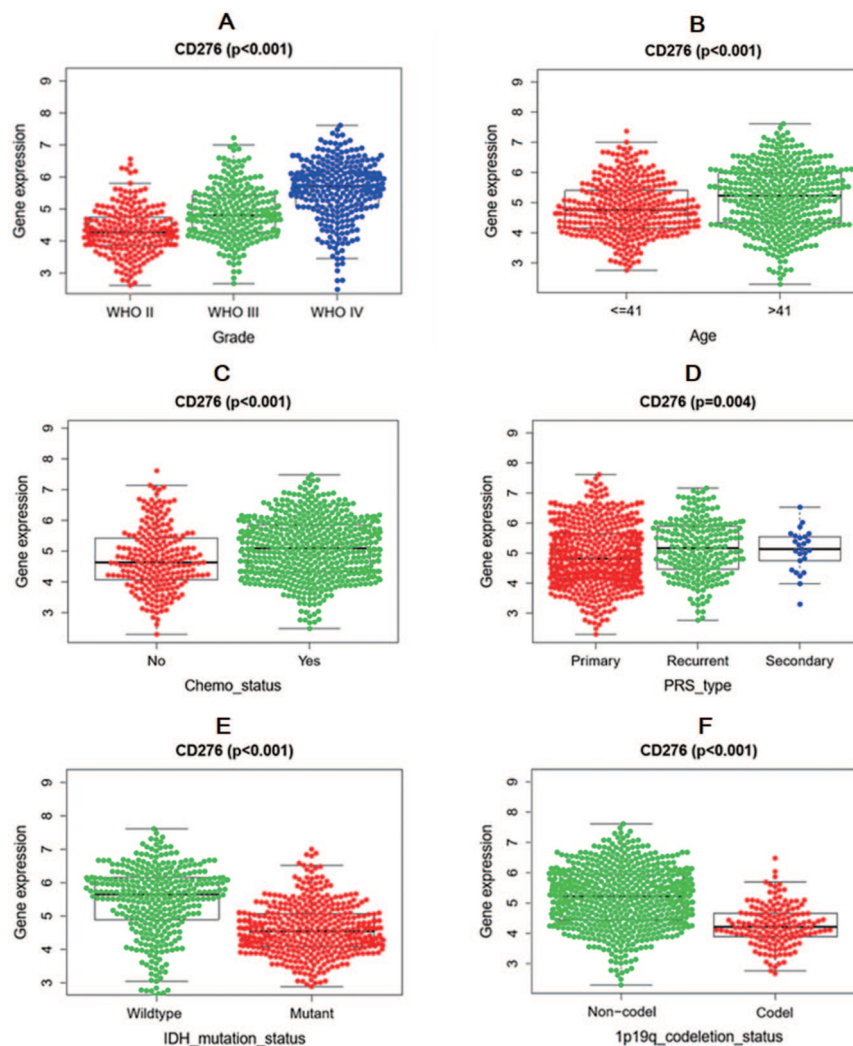 A
CD276 (p<0.001)
Gene expression
9
8
7
6
5
4
3
WHO II WHO III WHO IV
Grade
B
CD276 (p<0.001)
Gene expression
9
8
7
6
5
4
3
<=41 >41
Age
C
CD276 (p<0.001)
Gene expression
9
8
7
6
5
4
3
No Yes
Chemo_status
D
CD276 (p=0.004)
Gene expression
9
8
7
6
5
4
3
Primary Recurrent Secondary
PRS_type
E
CD276 (p<0.001)
Gene expression
9
8
7
6
5
4
3
Wildtype Mutant
IDH_mutation_status
F
CD276 (p<0.001)
Gene expression
9
8
7
6
5
4
3
Non-codel Codel
1p19q_codeletion_status